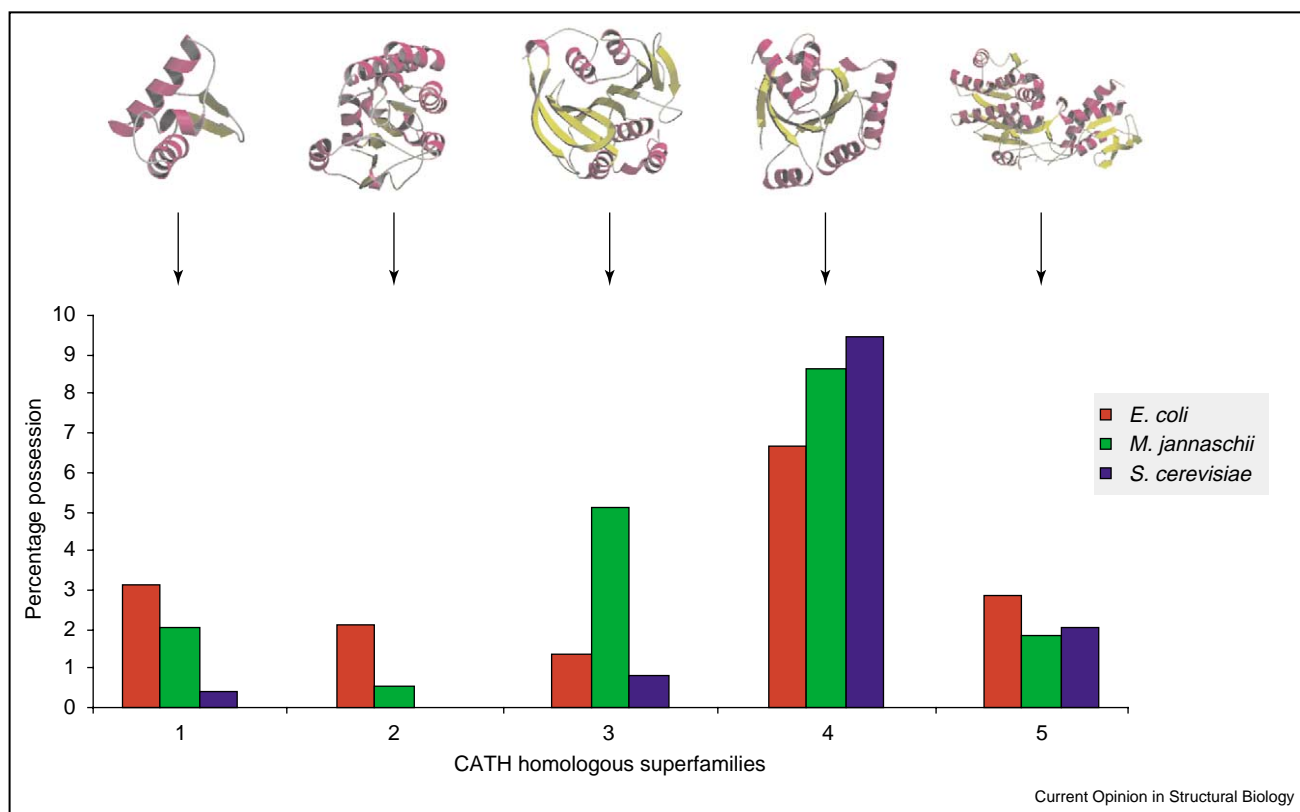 10
9
8
7
6
5
4
3
2
1
0
Percentage possession
1 2 3 4 5
CATH homologous superfamilies
E. coli
M. jannaschii
S. cerevisiae
Current Opinion in Structural Biology